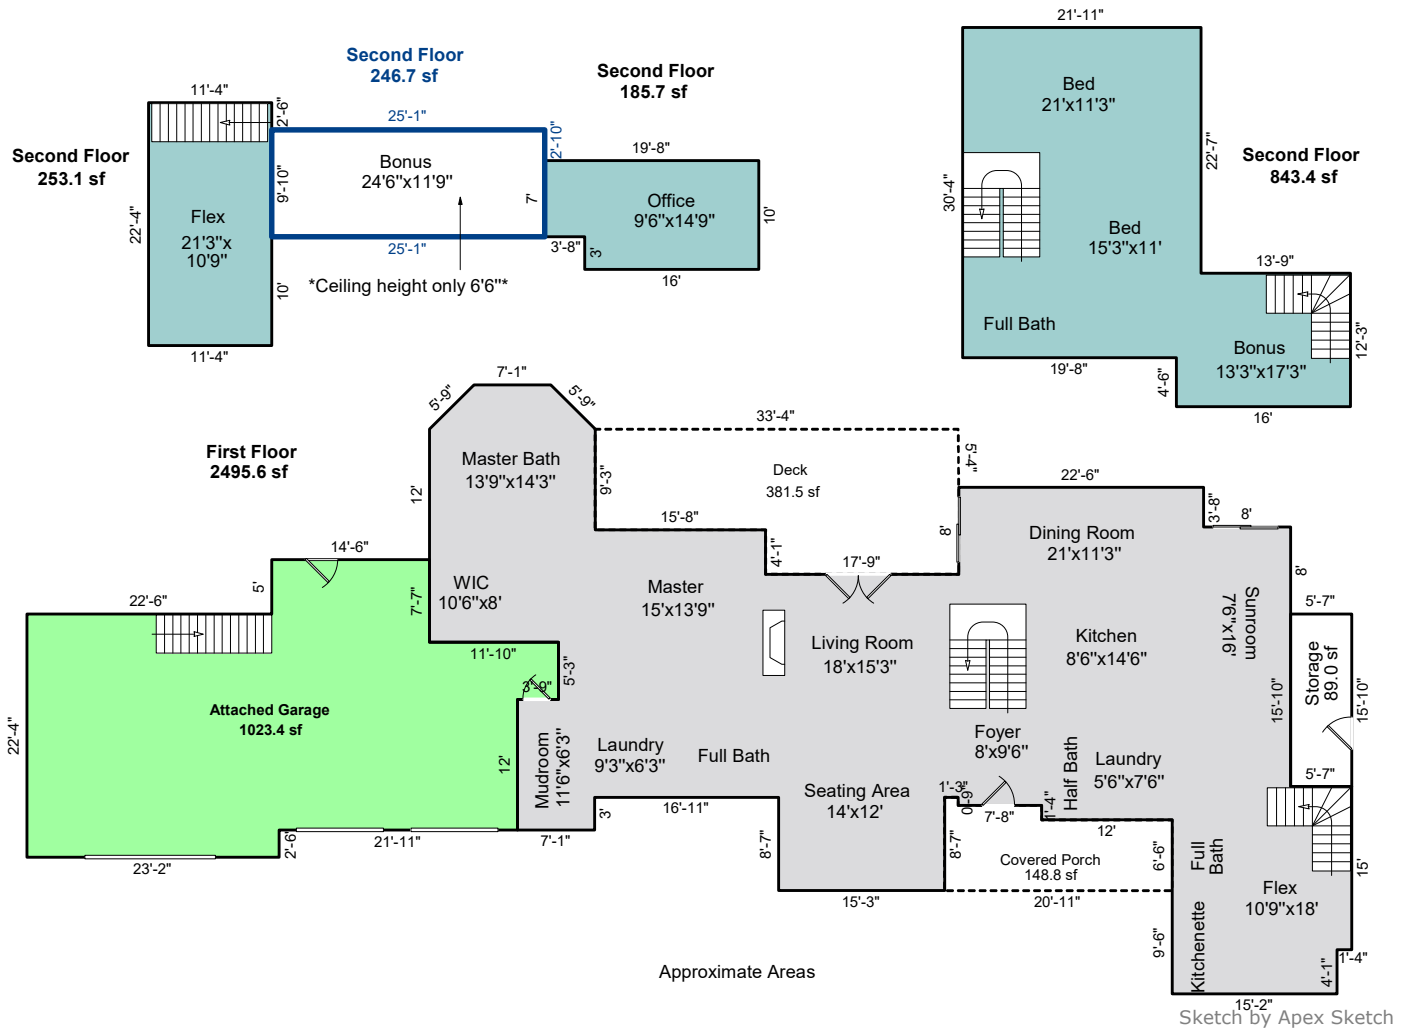 21'-11"
Second Floor
246.7 sf
Second Floor
185.7 sf
11'-4"
2'-6"
25'-1"
2'-10"
19'-8"
Second Floor
253.1 sf
Bonus
24'6"x11'9"
9'-10"
7'
Office
9'6"x14'9"
10'
22'-4"
Flex
21'3"x
10'9"
25'-1"
3'-8"
3'
16'
10'
*Ceiling height only 6'6"*
11'-4"
Bed
21'x11'3"
22'-7"
Second Floor
843.4 sf
30'-4"
Bed
15'3"x11'
13'-9"
Full Bath
Bonus
13'3"x17'3"
12'-3"
19'-8"
4'-6"
16'
7'-1"
5'-9"
5'-9"
33'-4"
First Floor
2495.6 sf
Master Bath
13'9"x14'3"
12'
9'-3"
Deck
381.5 sf
5'-4"
22'-6"
15'-8"
3'-8"
8'
8'
Dining Room
21'x11'3"
14'-6"
4'-1"
17'-9"
5'
8'
22'-6"
7'-7"
WIC
10'6"x8'
Master
15'x13'9"
Sunroom
7'6"x16'
5'-7"
Living Room
18'x15'3"
Kitchen
8'6"x14'6"
11'-10"
5'-3"
3'-9"
Storage
89.0 sf
15'-10"
15'-10"
Attached Garage
1023.4 sf
22'-4"
12'
Mudroom
11'6"x6'3"
Laundry
9'3"x6'3"
Full Bath
Foyer
8'x9'6"
Half Bath
Laundry
5'6"x7'6"
5'-7"
Seating Area
14'x12'
1'-3"
0'-9"
7'-8"
1'-4"
12'
3'
16'-11"
2'-6"
21'-11"
7'-1"
8'-7"
8'-7"
Covered Porch
148.8 sf
6'-6"
Full
Bath
15'
23'-2"
15'-3"
20'-11"
Flex
10'9"x18'
9'-6"
Kitchenette
1'-4"
4'-1"
Approximate Areas
15'-2"
Sketch by Apex Sketch